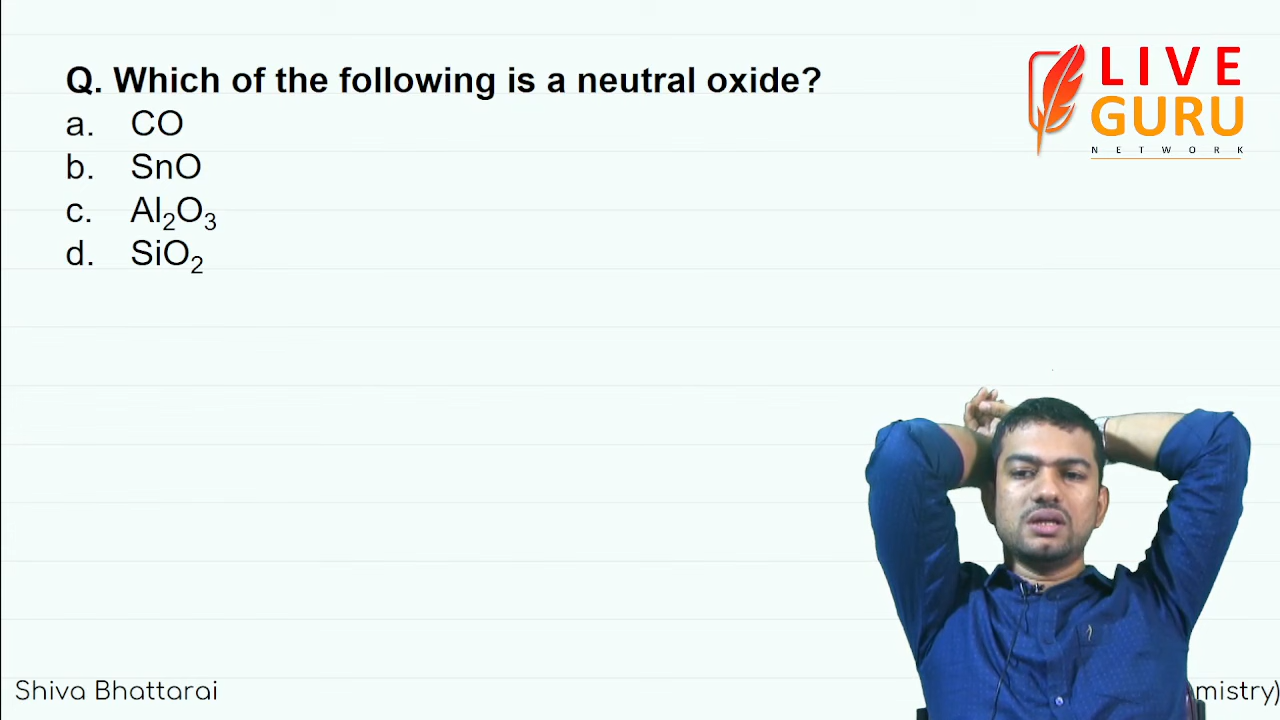 Q. Which of the following is a neutral oxide?
a. CO
b. SnO
c. Al₂O₃
d. SiO₂
LIVE
GURU
NETWORK
Shiva Bhattarai
mistry)